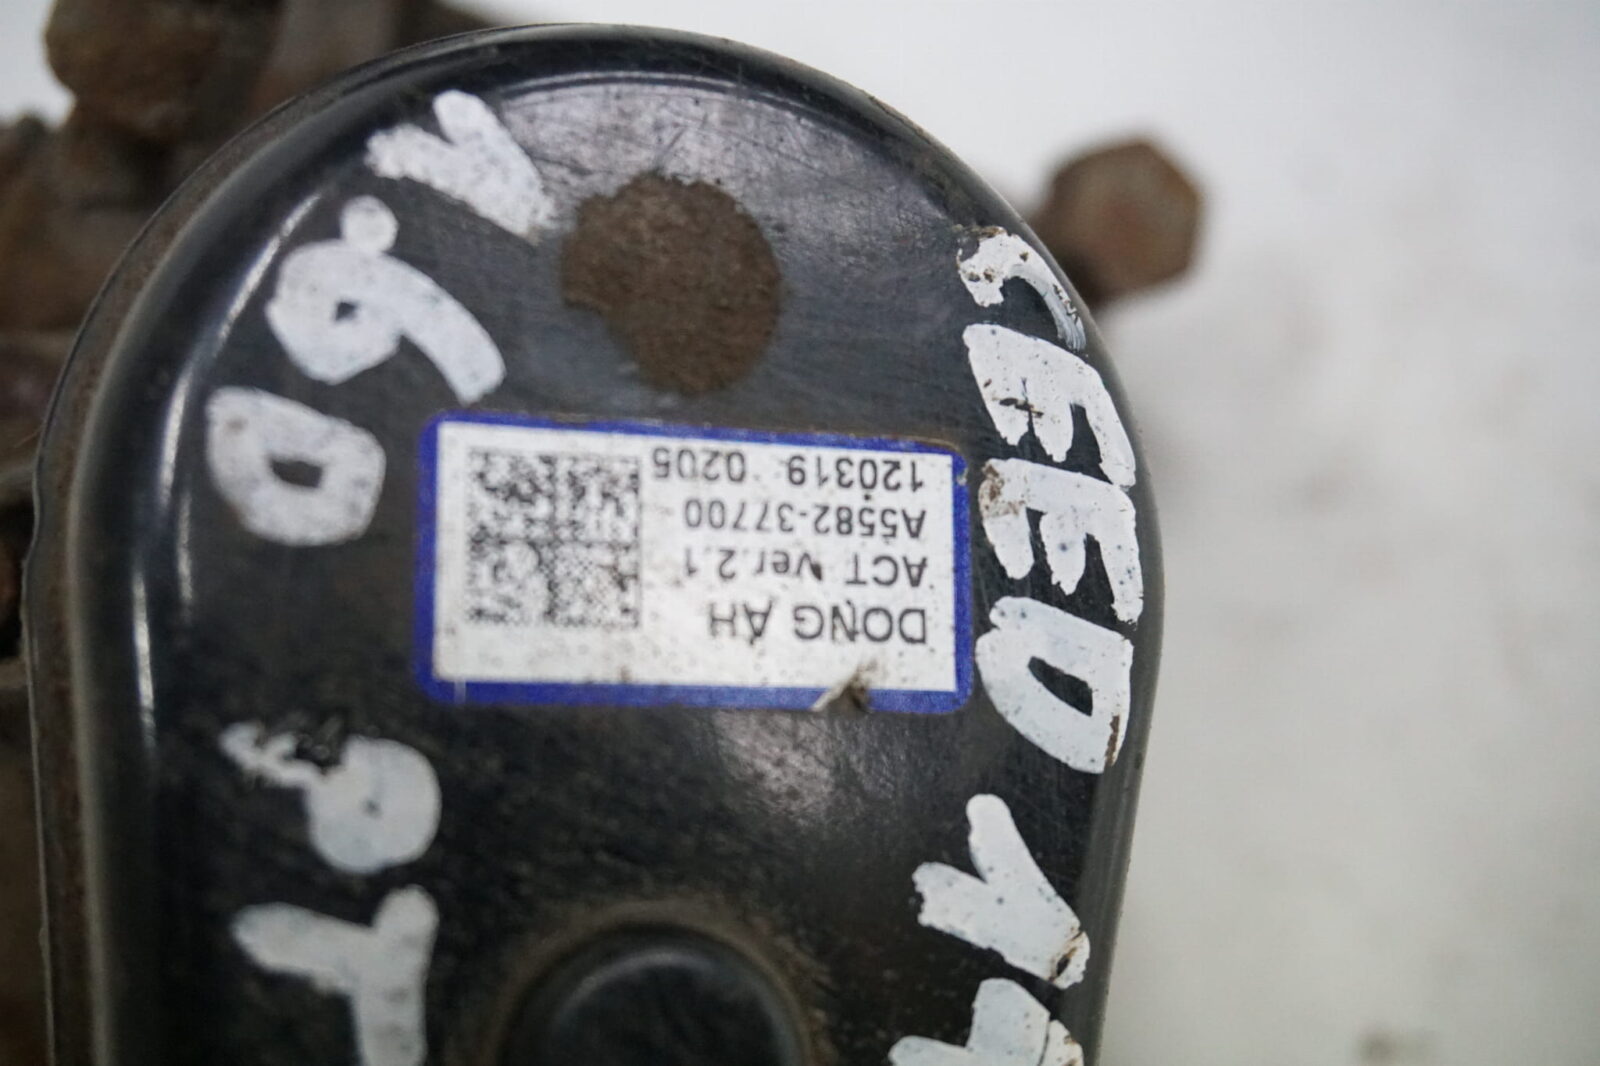 DONG AH
ACT Ver.2.1
A5582-37700
120319 0205
CEED